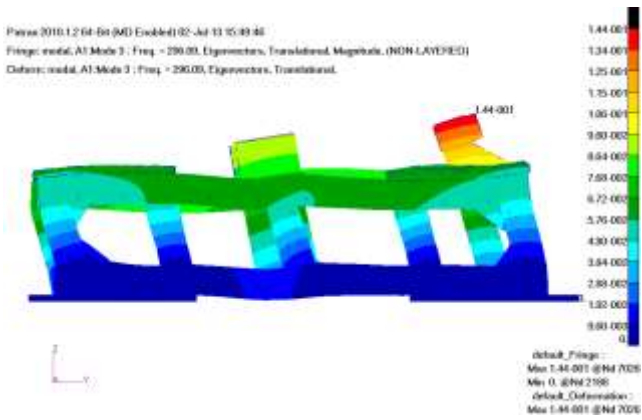 Patran 2010.1.2 64-Bit (MD Enabled) 02-Jul-13 15:49:46
Fringe: modal, A1:Mode 3 : Freq. = 296.09, Eigenvectors, Translational, Magnitude, (NON-LAYERED)
Deform: modal, A1:Mode 3 : Freq. = 296.09, Eigenvectors, Translational,
1.44-001
1.44-001
1.34-001
1.25-001
1.15-001
1.06-001
9.60-002
8.64-002
7.68-002
6.72-002
5.76-002
4.80-002
3.84-002
2.88-002
1.92-002
9.60-003
0.
Z
X Y
default_Fringe :
Max 1.44-001 @Nd 7026
Min 0. @Nd 2188
default_Deformation :
Max 1.44-001 @Nd 7026